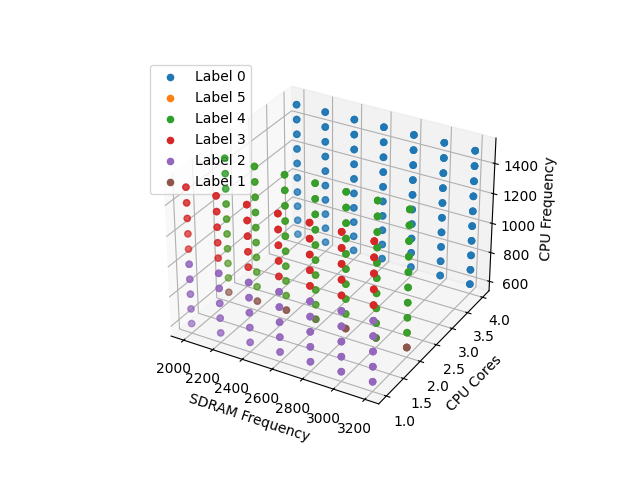 Label 0
Label 5
Label 4
Label 3
Label 2
Label 1
1400
1200
1000
800
600
CPU Frequency
4.0
3.5
3.0
2.5
2.0
1.5
1.0
CPU Cores
2000
2200
2400
2600
2800
3000
3200
SDRAM Frequency